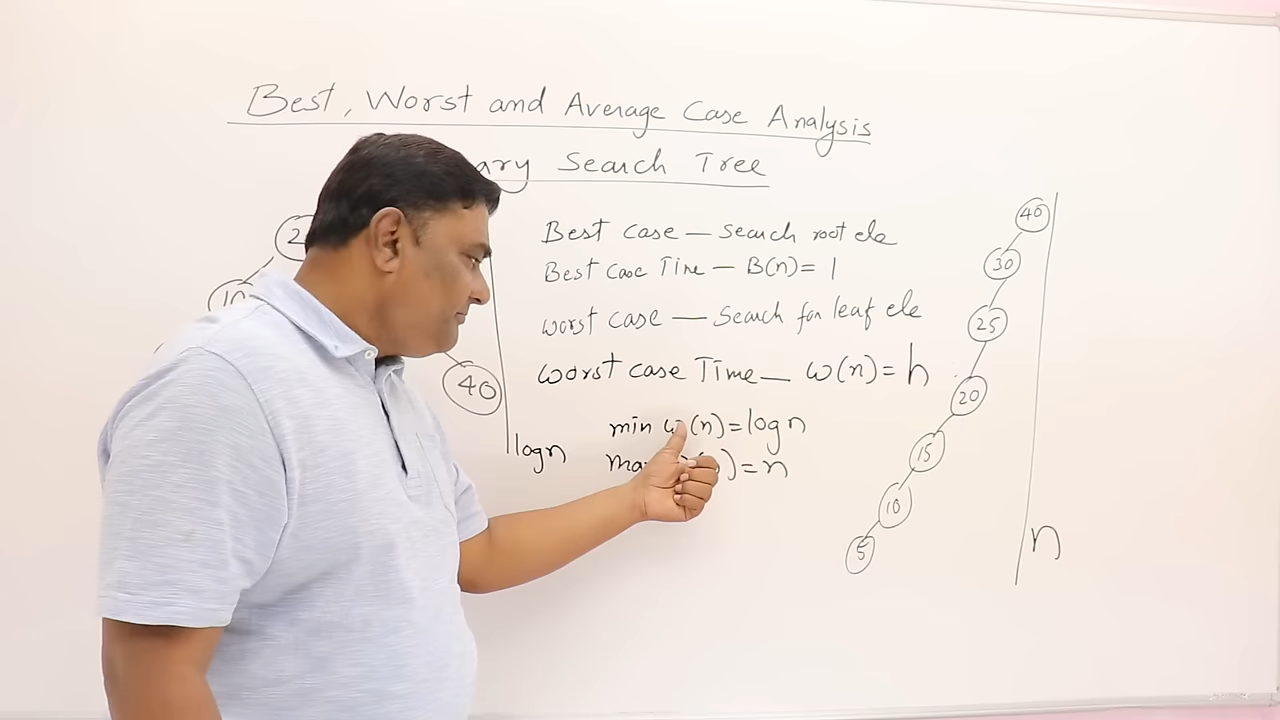 Best, Worst and Average Case Analysis
Search Tree
Best case — search root ele
Best case Time — B(n) = 1
worst case — search for leaf ele
worst case Time — w(n) = h
min w(n) = log n
= n
10
40
log n
40
30
25
20
15
10
5
n